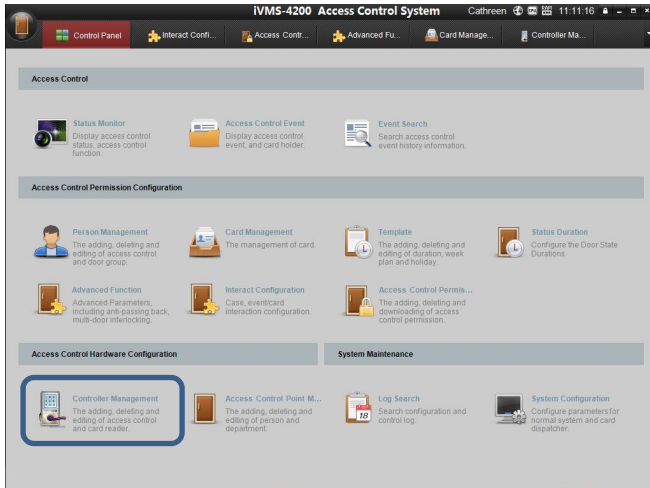 iVMS-4200 Access Control System Cathreen 11:11:16
Control Panel Interact Confi... Access Contr... Advanced Fu... Card Manage... Controller Ma...
Access Control
Status Monitor
Display access control
status, access control
function.
Access Control Event
Display access control
event, and card holder.
Event Search
Search access control
event history information.
Access Control Permission Configuration
Person Management
The adding, deleting and
editing of access control
and door group.
Card Management
The management of card.
Template
The adding, deleting and
editing of duration, week
plan and holiday.
Status Duration
Configure the Door State
Durations.
Advanced Function
Advanced Parameters,
including anti-passing back,
multi-door interlocking.
Interact Configuration
Case, event/card
interaction configuration.
Access Control Permis...
The adding, deleting and
downloading of access
control permission.
Access Control Hardware Configuration
Controller Management
The adding, deleting and
editing of access control
and card reader.
Access Control Point M...
The adding, deleting and
editing of person and
department.
System Maintenance
18
Log Search
Search configuration and
control log.
System Configuration
Configure parameters for
normal system and card
dispatcher.